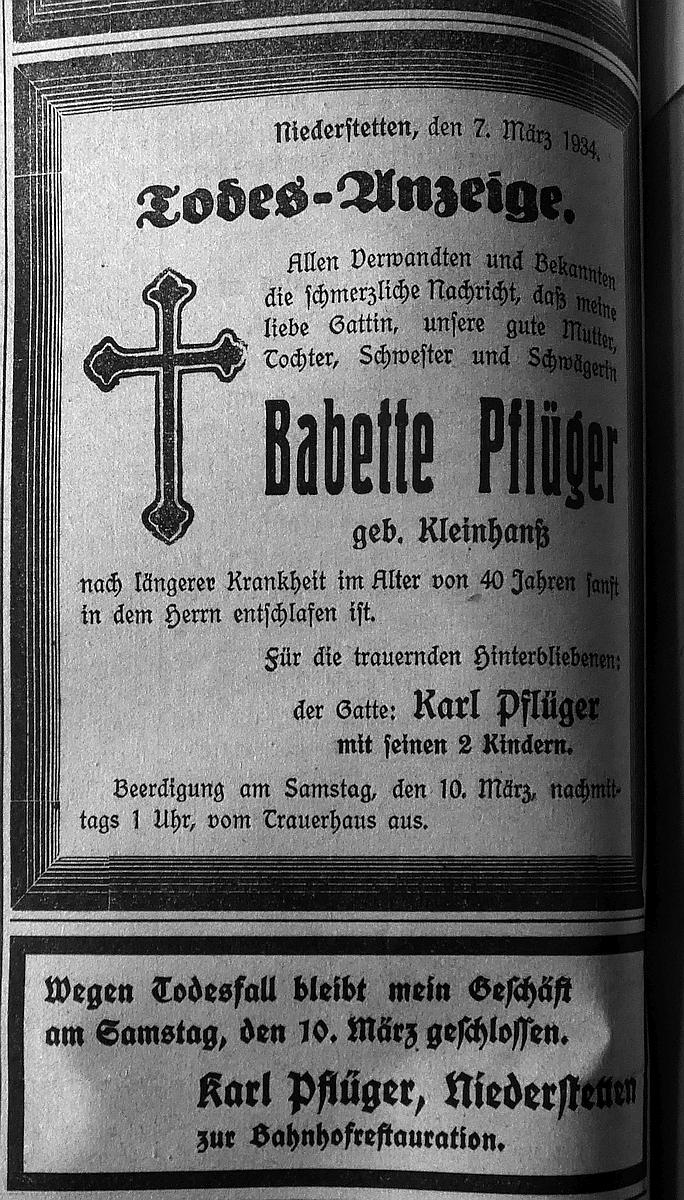 Niederstetten, den 7. März 1934.
Todes-Anzeige.
Allen Verwandten und Bekannten
die schmerzliche Nachricht, daß meine
liebe Gattin, unsere gute Mutter,
Tochter, Schwester und Schwägerin
Babette Pflüger
geb. Kleinhanß
nach längerer Krankheit im Alter von 40 Jahren sanft
in dem Herrn entschlafen ist.
Für die trauernden Hinterbliebenen:
der Gatte: Karl Pflüger
mit seinen 2 Kindern.
Beerdigung am Samstag, den 10. März, nachmit-
tags 1 Uhr, vom Trauerhaus aus.
Wegen Todesfall bleibt mein Geschäft
am Samstag, den 10. März geschlossen.
Karl Pflüger, Niederstetten
zur Bahnhofrestauration.